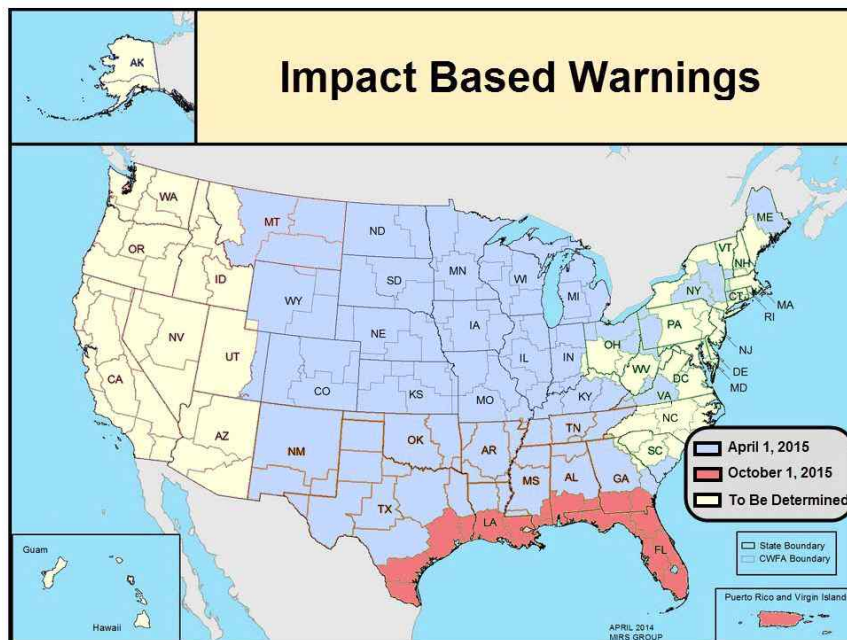 AK
Impact Based Warnings
WA
MT
ND
ME
OR
ID
MN
VT
NH
SD
WI
NY
MA
WY
MI
CT
RI
NV
NE
IA
PA
NJ
UT
OH
DE
CA
CO
IL
IN
WV
DC
MD
KS
MO
KY
VA
AZ
NM
OK
AR
TN
NC
SC
TX
MS
AL
GA
LA
FL
April 1, 2015
October 1, 2015
To Be Determined
State Boundary
CWFA Boundary
Guam
Hawaii
Puerto Rico and Virgin Island
APRIL 2014
MIRS GROUP